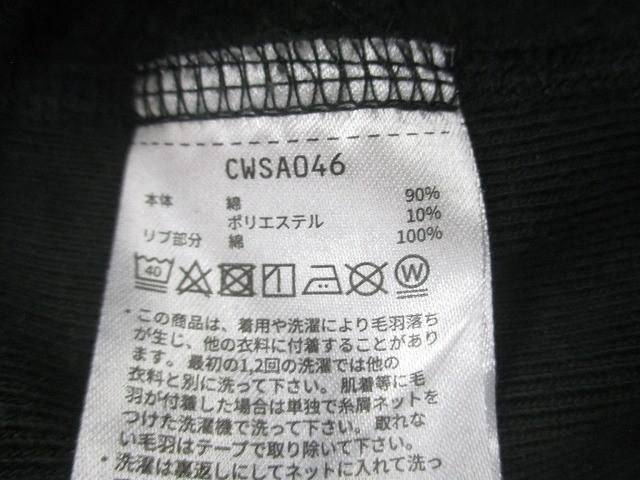 CWSA046
本体 綿 90%
ポリエステル 10%
リブ部分 綿 100%
40 W
・この商品は、着用や洗濯により毛羽落ち
が生じ、他の衣料に付着することがあり
ます。最初の1,2回の洗濯では他の
衣料と別に洗って下さい。肌着等に毛
羽が付着した場合は単独で糸屑ネットを
つけた洗濯機で洗って下さい。取れな
い毛羽はテープで取り除いて下さい。
・洗濯は裏返しにしてネットに入れて洗っ